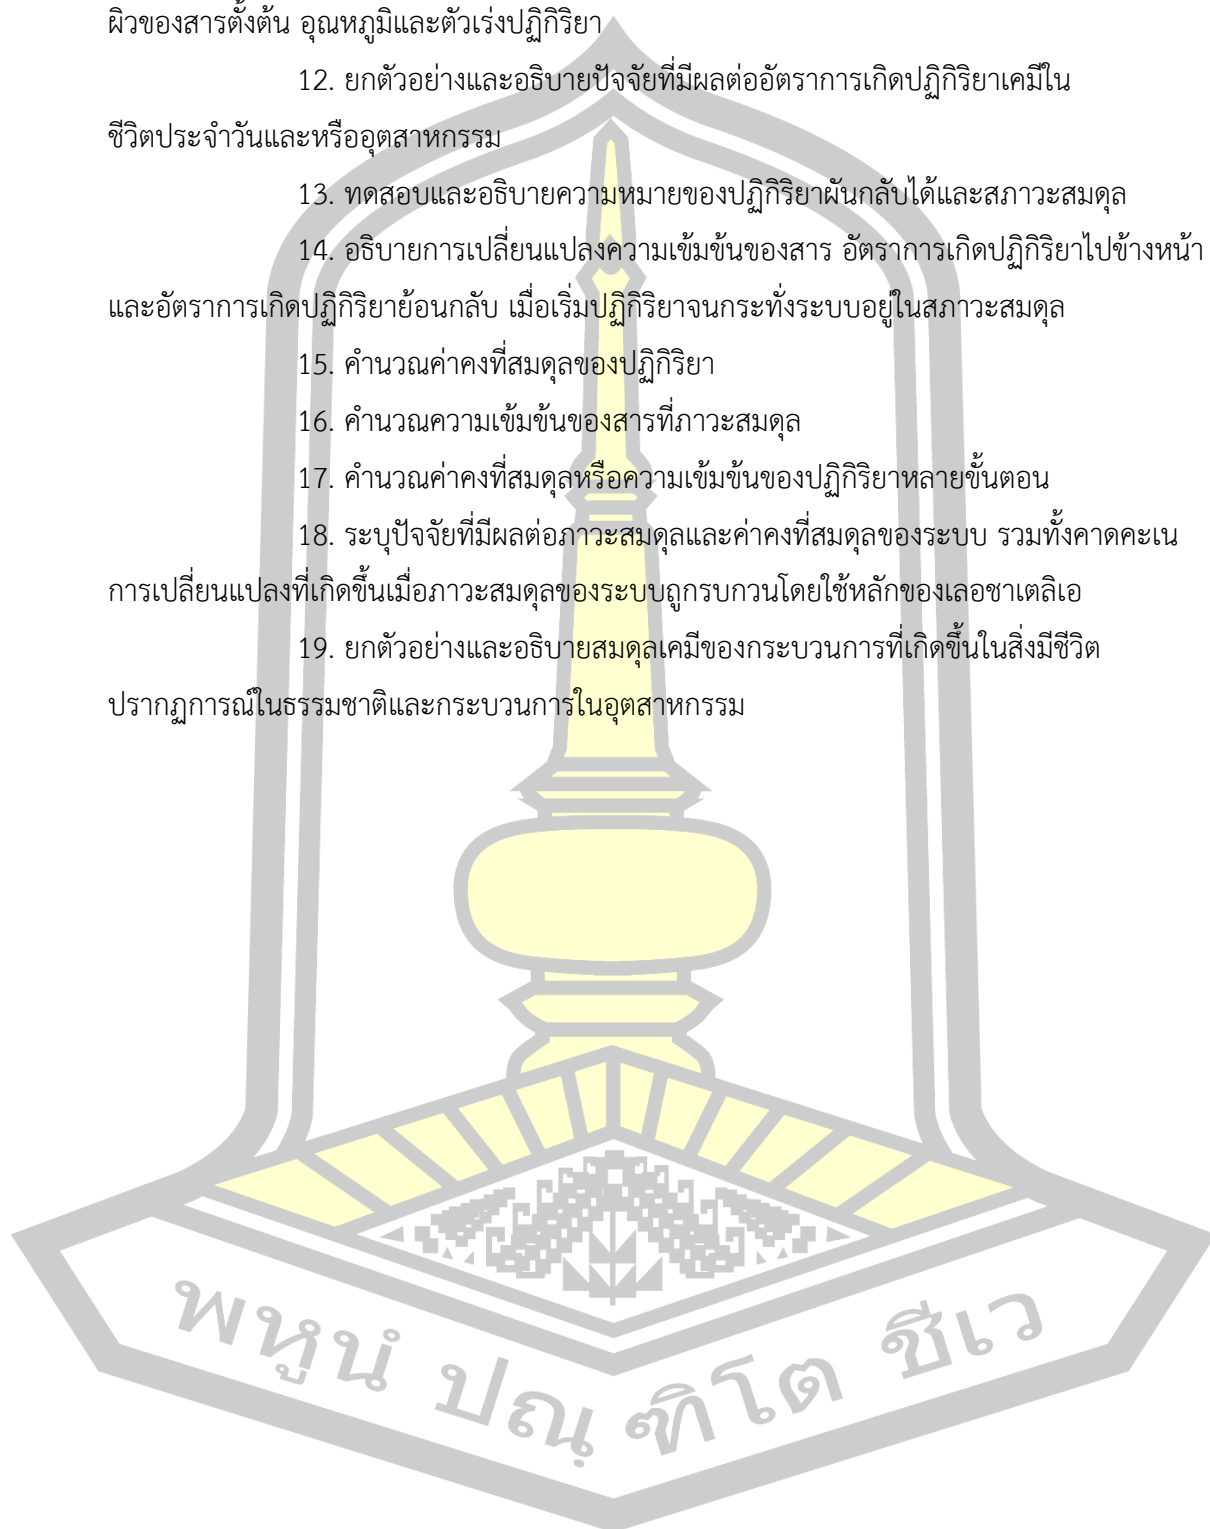 ผิวของสารตั้งต้น อุณหภูมิและตัวเร่งปฏิกิริยา
12. ยกตัวอย่างและอธิบายปัจจัยที่มีผลต่ออัตราการเกิดปฏิกิริยาเคมีใน
ชีวิตประจำวันและหรืออุตสาหกรรม
13. ทดสอบและอธิบายความหมายของปฏิกิริยาผันกลับได้และสภาวะสมดุล
14. อธิบายการเปลี่ยนแปลงความเข้มข้นของสาร อัตราการเกิดปฏิกิริยาไปข้างหน้า
และอัตราการเกิดปฏิกิริยาย้อนกลับ เมื่อเริ่มปฏิกิริยาจนกระทั่งระบบอยู่ในสภาวะสมดุล
15. คำนวณค่าคงที่สมดุลของปฏิกิริยา
16. คำนวณความเข้มข้นของสารที่ภาวะสมดุล
17. คำนวณค่าคงที่สมดุลหรือความเข้มข้นของปฏิกิริยาหลายขั้นตอน
18. ระบุปัจจัยที่มีผลต่อภาวะสมดุลและค่าคงที่สมดุลของระบบ รวมทั้งคาดคะเน
การเปลี่ยนแปลงที่เกิดขึ้นเมื่อภาวะสมดุลของระบบถูกรบกวนโดยใช้หลักของเลอชาเตลิเอ
19. ยกตัวอย่างและอธิบายสมดุลเคมีของกระบวนการที่เกิดขึ้นในสิ่งมีชีวิต
ปรากฏการณ์ในธรรมชาติและกระบวนการในอุตสาหกรรม
พหูนํ ปณฺ ฑิโต ชีเว